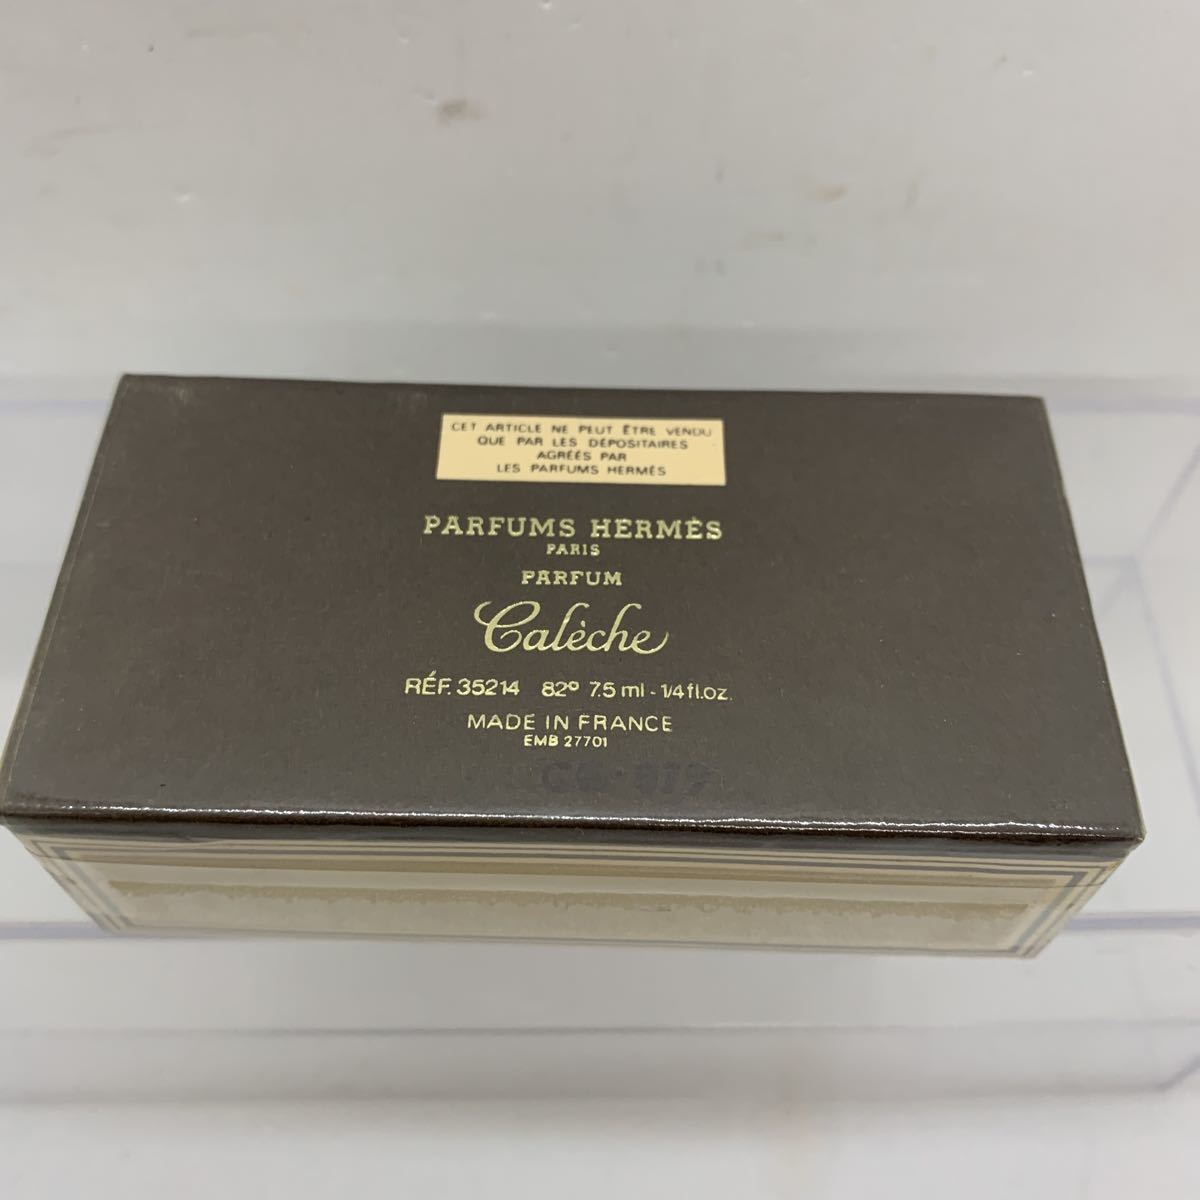 CET ARTICLE NE PEUT ÊTRE VENDU
QUE PAR LES DÉPOSITAIRES
AGRÉÉS PAR
LES PARFUMS HERMÈS
PARFUMS HERMÈS
PARIS
PARFUM
Calèche
RÉF. 35214 82° 7.5 ml - 1/4 fl.oz.
MADE IN FRANCE
EMB 27701